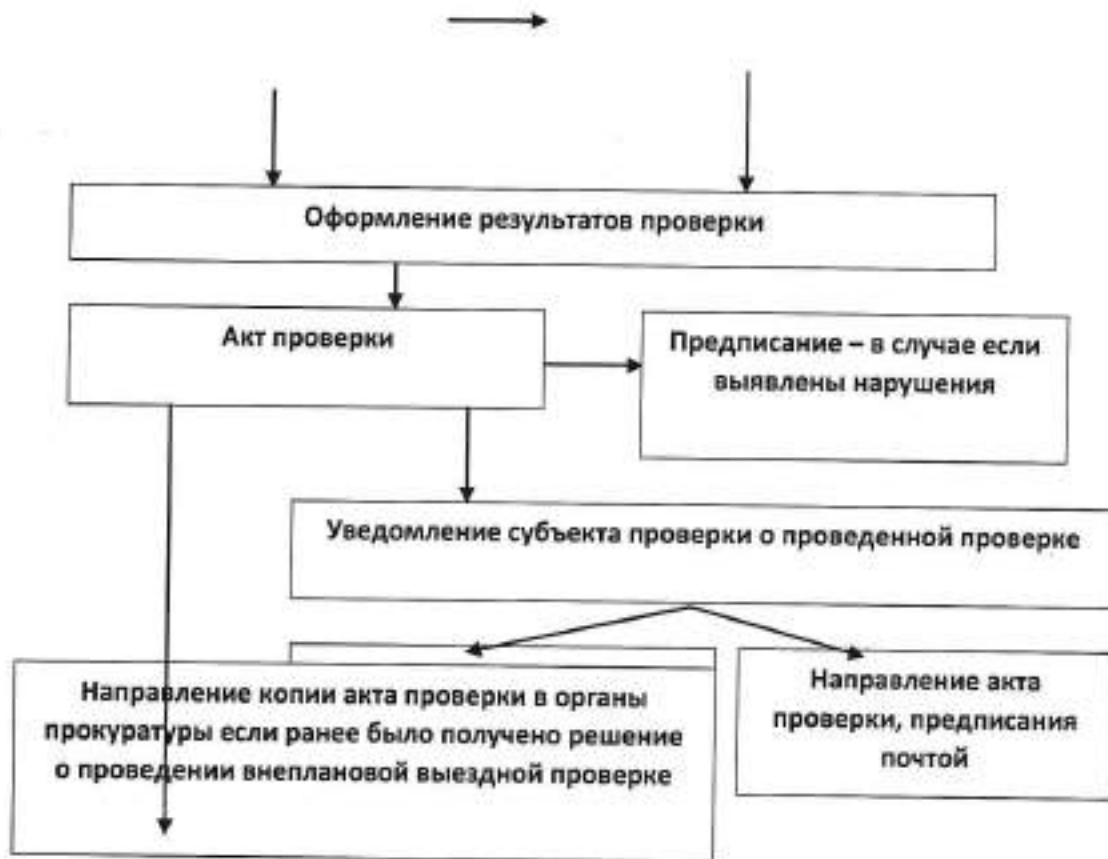 Оформление результатов проверки
Акт проверки
Предписание – в случае если
выявлены нарушения
Уведомление субъекта проверки о проведенной проверке
Направление копии акта проверки в органы
прокуратуры если ранее было получено решение
о проведении внеплановой выездной проверке
Направление акта
проверки, предписания
почтой